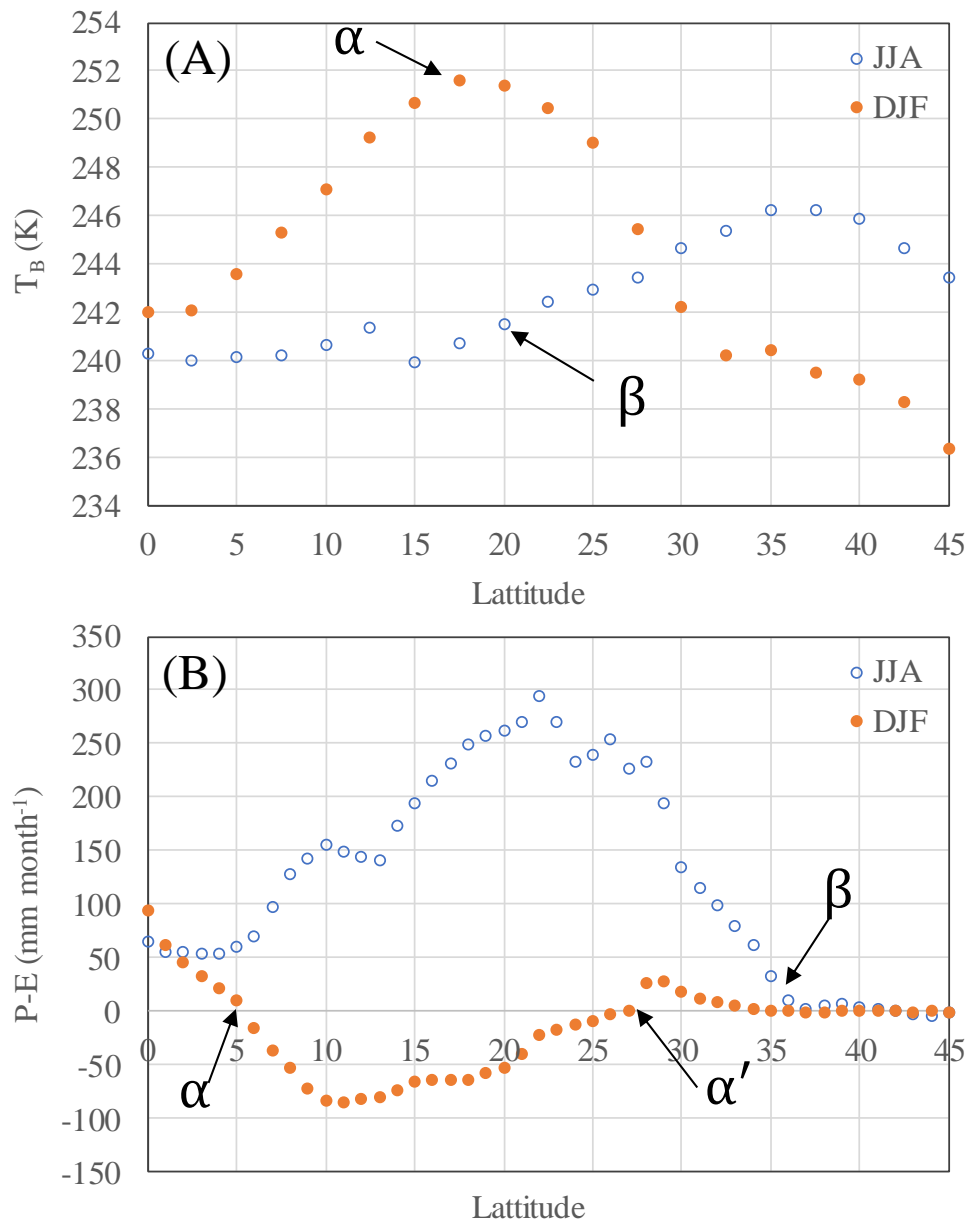 (A)
α
β
JJA
DJF
254
252
250
248
246
244
242
240
238
236
234
T_B (K)
0 5 10 15 20 25 30 35 40 45
Lattitude
(B)
JJA
DJF
350
300
250
200
150
100
50
0
-50
-100
-150
P-E (mm month⁻¹)
α
α′
β
0 5 10 15 20 25 30 35 40 45
Lattitude